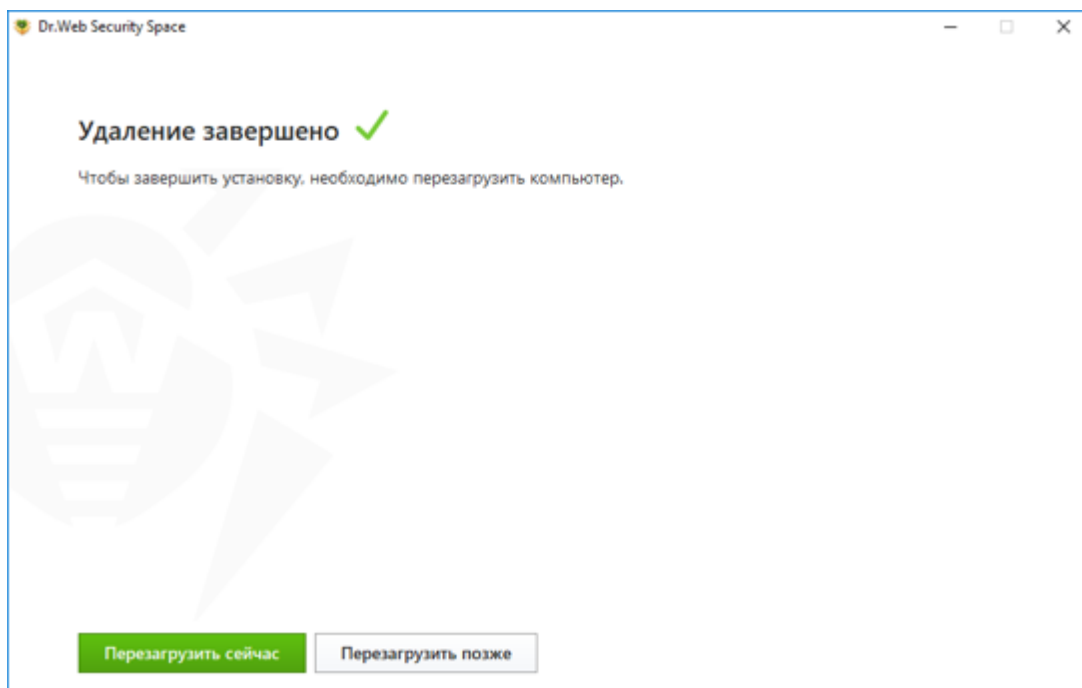 Dr.Web Security Space
Удаление завершено
Чтобы завершить установку, необходимо перезагрузить компьютер.
Перезагрузить сейчас
Перезагрузить позже